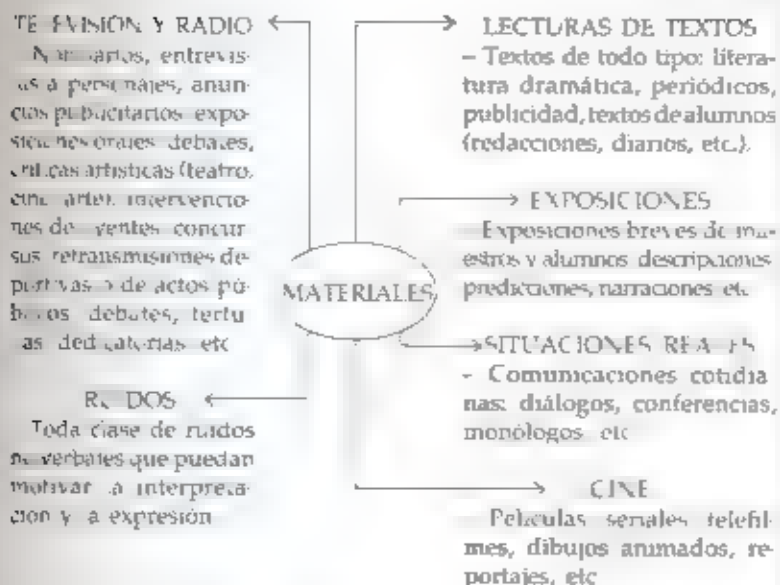 TELEVISIÓN Y RADIO
Noticiarios, entrevis-
tas a personajes, anun-
cios publicitarios expo-
siciones orales debates,
críticas artísticas (teatro,
cine arte), intervencio-
nes de oyentes concur
sus retransmisiones de-
portivas o de actos pú-
blicos debates, tertu
as dedicatorias etc
RUIDOS
Toda clase de ruidos
no verbales que puedan
motivar la interpreta-
ción y la expresión
MATERIALES
LECTURAS DE TEXTOS
– Textos de todo tipo: litera-
tura dramática, periódicos,
publicidad, textos de alumnos
(redacciones, diarios, etc.).
EXPOSICIONES
Exposiciones breves de ma-
estros y alumnos descripciones
predicciones, narraciones etc
SITUACIONES REALES
- Comunicaciones cotidia
nas: diálogos, conferencias,
monólogos etc
CINE
Películas seriales telefil-
mes, dibujos animados, re-
portajes, etc